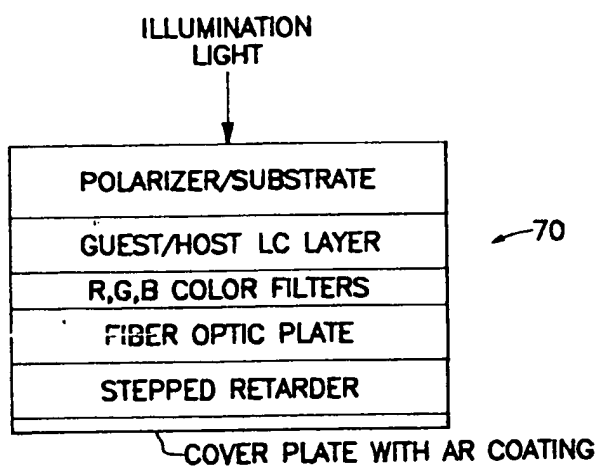 ILLUMINATION
LIGHT
POLARIZER/SUBSTRATE
GUEST/HOST LC LAYER
70
R,G,B COLOR FILTERS
FIBER OPTIC PLATE
STEPPED RETARDER
COVER PLATE WITH AR COATING